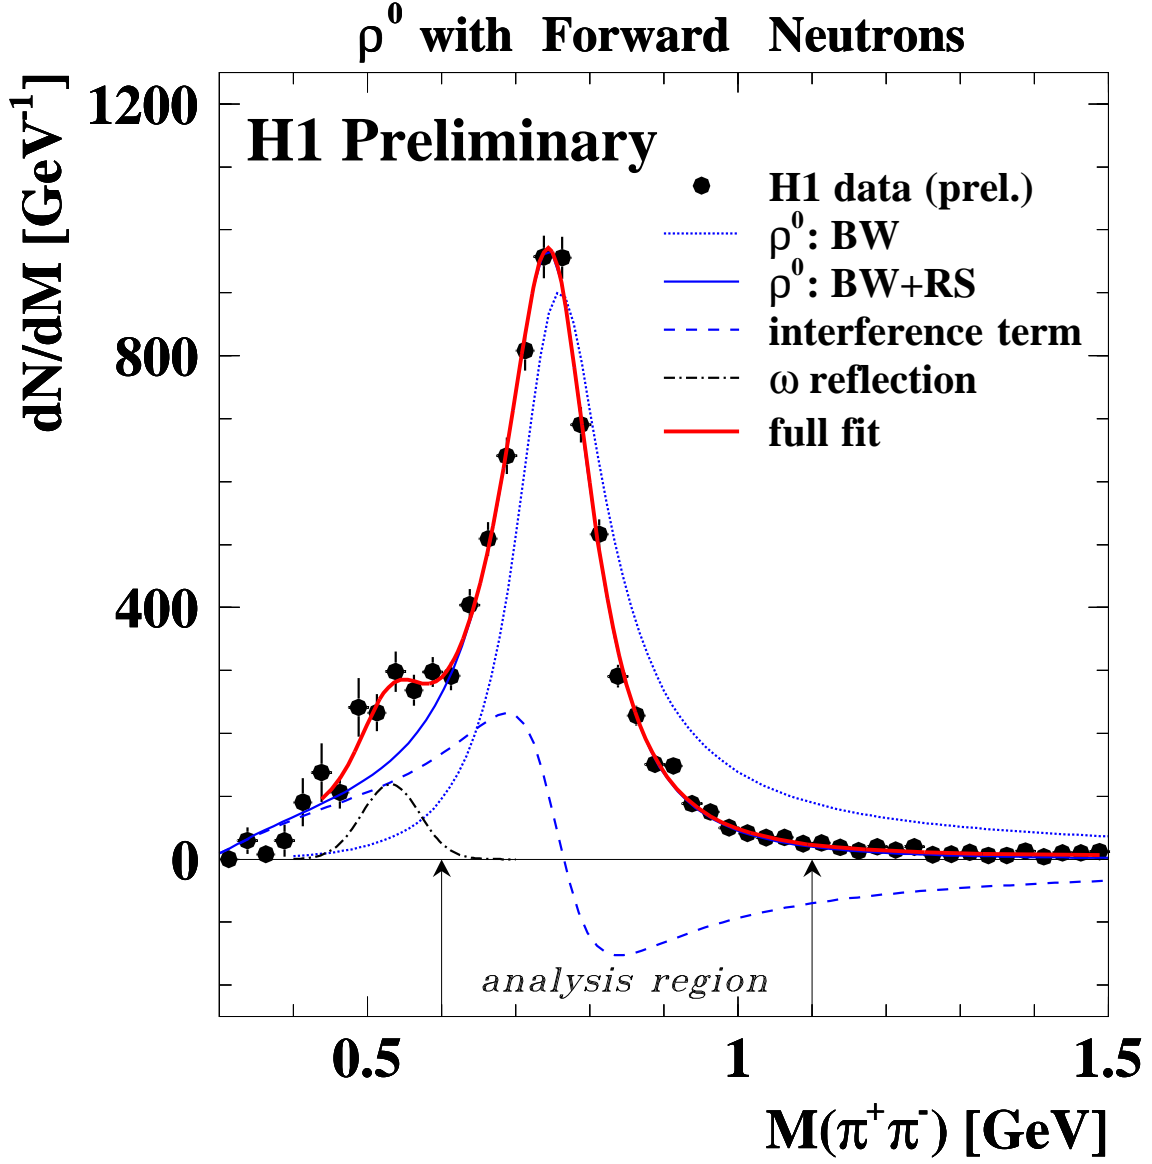 ρ⁰ with Forward Neutrons
dN/dM [GeV⁻¹]
1200
800
400
0
H1 Preliminary
H1 data (prel.)
ρ⁰: BW
ρ⁰: BW+RS
interference term
ω reflection
full fit
analysis region
0.5 1 1.5
M(π⁺π⁻) [GeV]